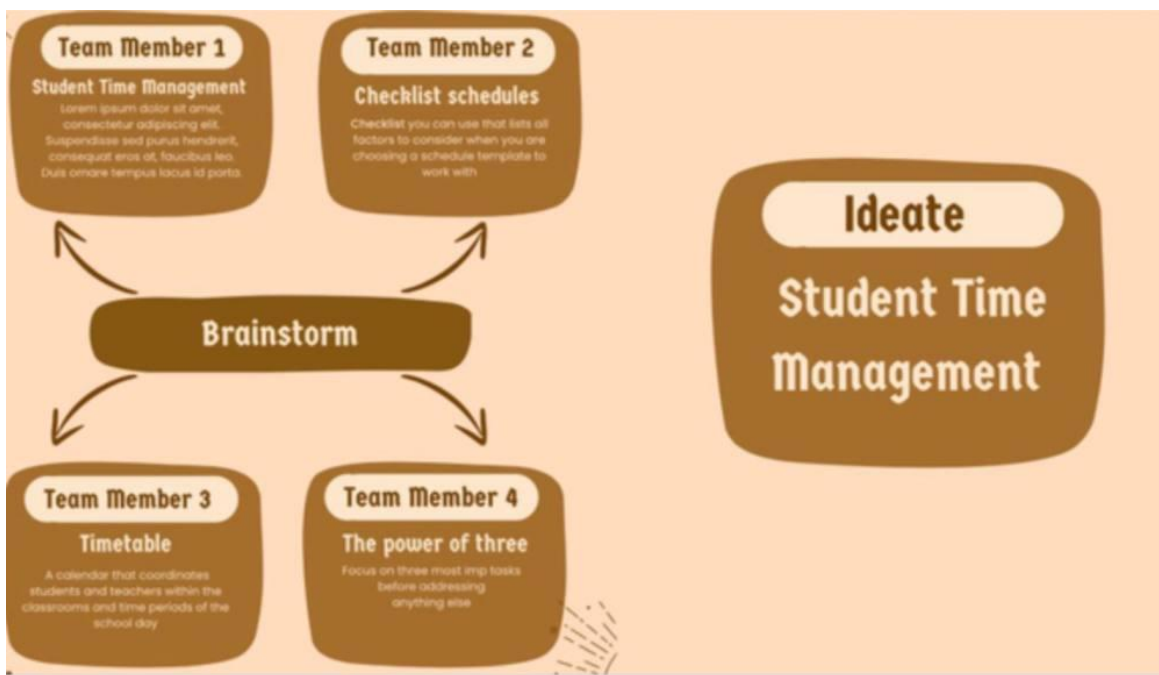 Team Member 1
Student Time Management
Lorem ipsum dolor sit amet,
consectetur adipiscing elit.
Suspendisse sed purus hendrerit,
consequat eros at, faucibus leo.
Duis ornare tempus lacus id porta.
Team Member 2
Checklist schedules
Checklist you can use that lists all
factors to consider when you are
choosing a schedule template to
work with
Brainstorm
Team Member 3
Timetable
A calendar that coordinates
students and teachers within the
classrooms and time periods of the
school day
Team Member 4
The power of three
Focus on three most imp tasks
before addressing
anything else
Ideate
Student Time
Management